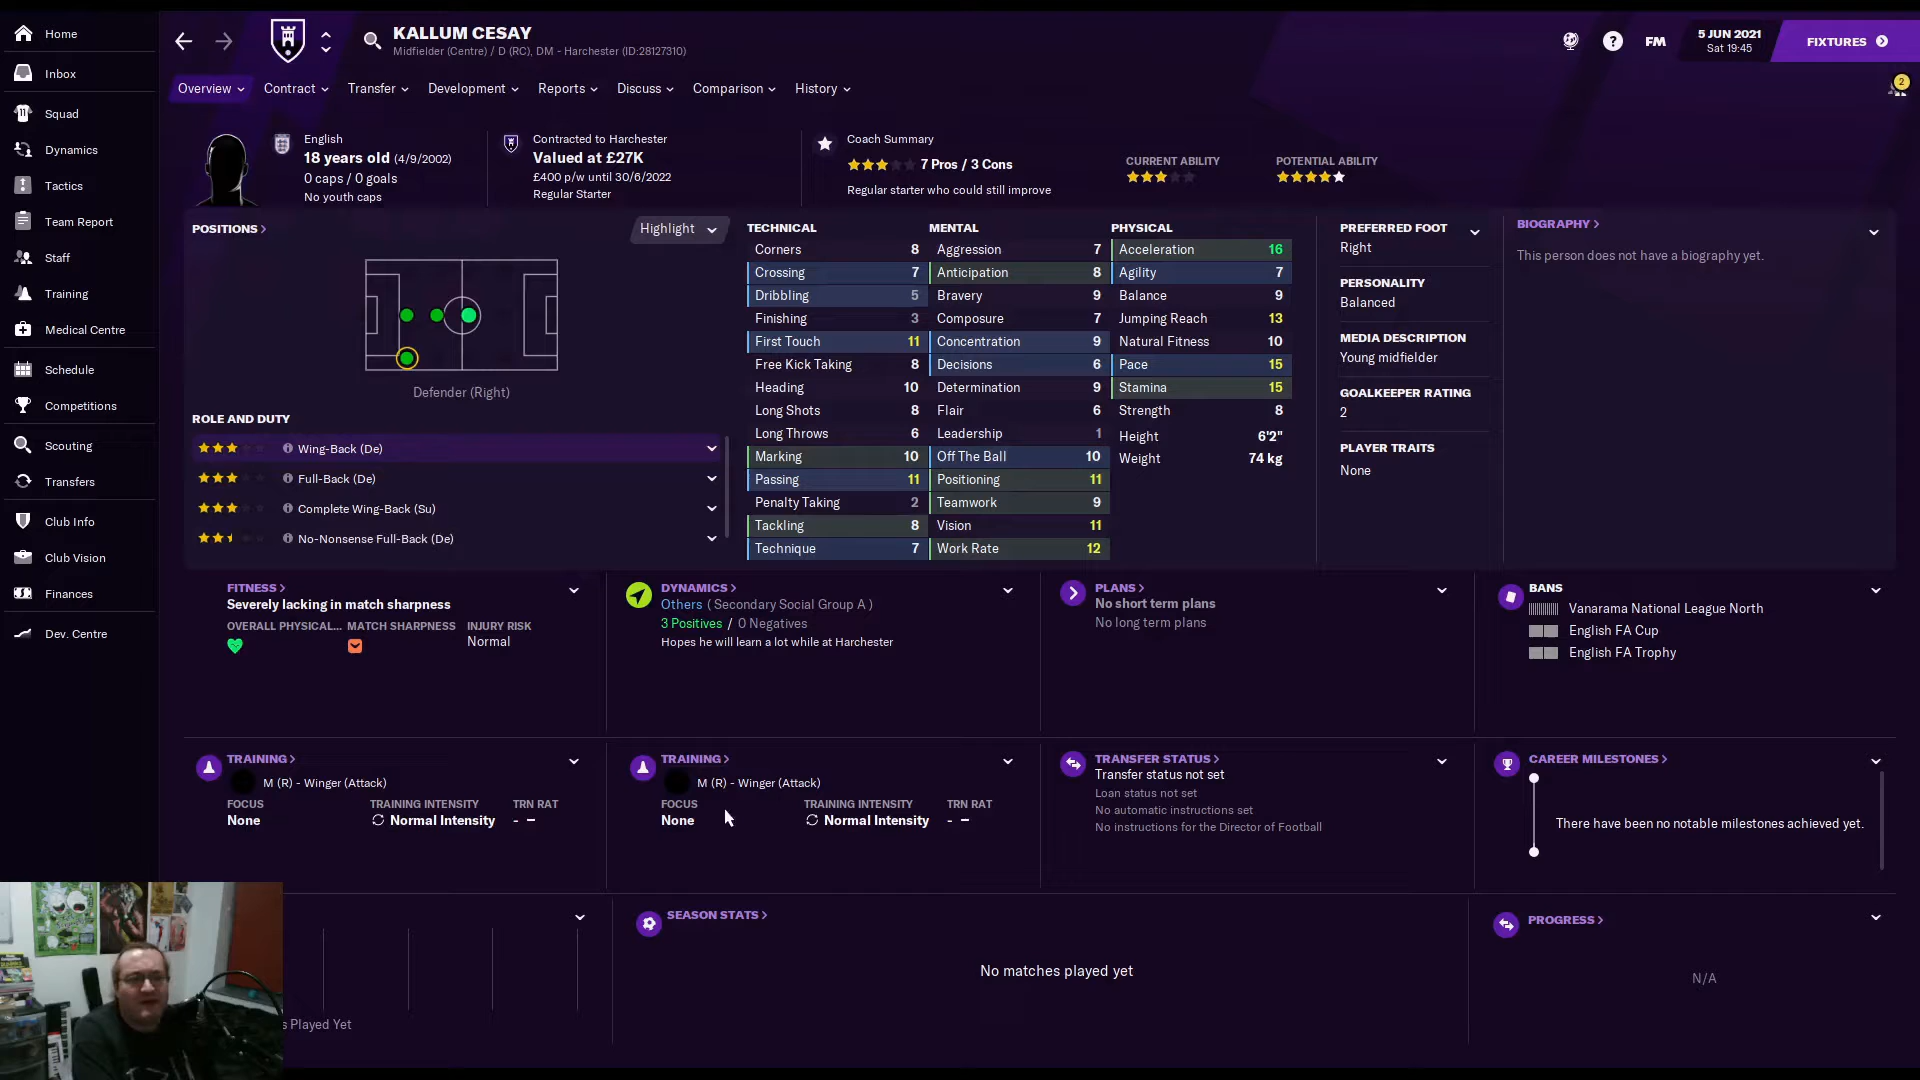 Home
Inbox
Squad
Dynamics
Tactics
Team Report
Staff
Training
Medical Centre
Schedule
Competitions
Scouting
Transfers
Club Info
Club Vision
Finances
Dev. Centre
KALLUM CESAY
Midfielder (Centre) / D (RC), DM - Harchester (ID:28127310)
FM
5 JUN 2021
Sat 19:45
FIXTURES
2
Overview
Contract
Transfer
Development
Reports
Discuss
Comparison
History
English
18 years old (4/9/2002)
0 caps / 0 goals
No youth caps
Contracted to Harchester
Valued at £27K
£400 p/w until 30/6/2022
Regular Starter
Coach Summary
7 Pros / 3 Cons
Regular starter who could still improve
CURRENT ABILITY
POTENTIAL ABILITY
POSITIONS >
Highlight
Defender (Right)
ROLE AND DUTY
Wing-Back (De)
Full-Back (De)
Complete Wing-Back (Su)
No-Nonsense Full-Back (De)
TECHNICAL
Corners 8
Crossing 7
Dribbling 5
Finishing 3
First Touch 11
Free Kick Taking 8
Heading 10
Long Shots 8
Long Throws 6
Marking 10
Passing 11
Penalty Taking 2
Tackling 8
Technique 7
MENTAL
Aggression 7
Anticipation 8
Bravery 9
Composure 7
Concentration 9
Decisions 6
Determination 9
Flair 6
Leadership 1
Off The Ball 10
Positioning 11
Teamwork 9
Vision 11
Work Rate 12
PHYSICAL
Acceleration 16
Agility 7
Balance 9
Jumping Reach 13
Natural Fitness 10
Pace 15
Stamina 15
Strength 8
Height 6'2"
Weight 74 kg
PREFERRED FOOT
Right
PERSONALITY
Balanced
MEDIA DESCRIPTION
Young midfielder
GOALKEEPER RATING
2
PLAYER TRAITS
None
BIOGRAPHY >
This person does not have a biography yet.
FITNESS >
Severely lacking in match sharpness
OVERALL PHYSICAL... MATCH SHARPNESS INJURY RISK
Normal
DYNAMICS >
Others ( Secondary Social Group A )
3 Positives / 0 Negatives
Hopes he will learn a lot while at Harchester
PLANS >
No short term plans
No long term plans
BANS
Vanarama National League North
English FA Cup
English FA Trophy
TRAINING >
M (R) - Winger (Attack)
FOCUS TRAINING INTENSITY TRN RAT
None Normal Intensity - -
TRAINING >
M (R) - Winger (Attack)
FOCUS TRAINING INTENSITY TRN RAT
None Normal Intensity - -
TRANSFER STATUS >
Transfer status not set
Loan status not set
No automatic instructions set
No instructions for the Director of Football
CAREER MILESTONES >
There have been no notable milestones achieved yet.
s Played Yet
SEASON STATS >
No matches played yet
PROGRESS >
N/A